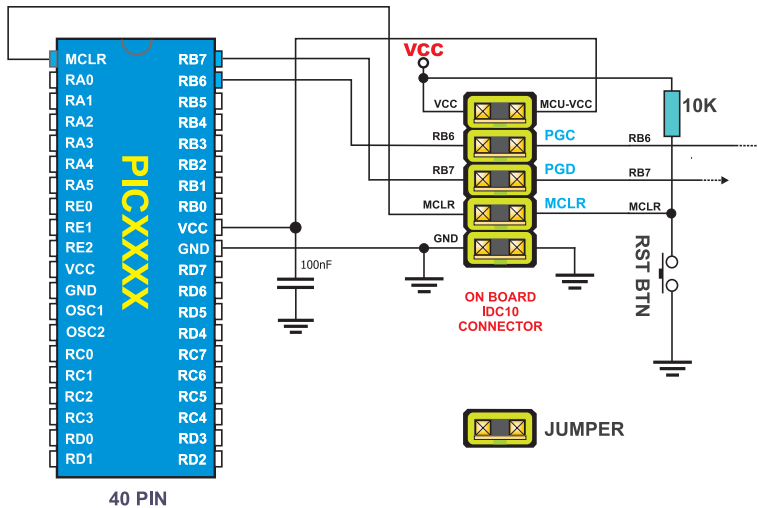 VCC
MCLR RB7
RA0 RB6
RA1 RB5
RA2 RB4
RA3 RB3
RA4 RB2
RA5 RB1
RE0 RB0
RE1 VCC
RE2 GND
VCC RD7
GND RD6
OSC1 RD5
OSC2 RD4
RC0 RC7
RC1 RC6
RC2 RC5
RC3 RC4
RD0 RD3
RD1 RD2
PICXXXX
40 PIN
100nF
VCC MCU-VCC
RB6 PGC RB6
RB7 PGD RB7
MCLR MCLR MCLR
GND
10K
RST BTN
ON BOARD
IDC10
CONNECTOR
JUMPER